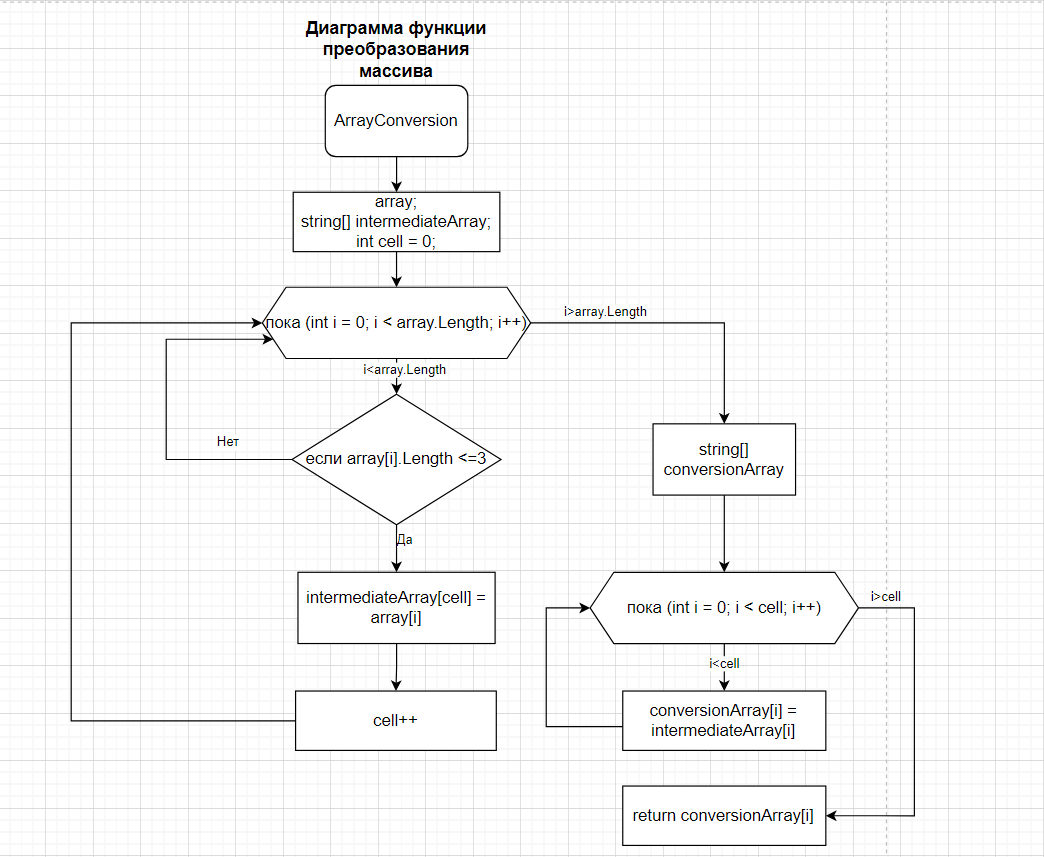 Диаграмма функции
преобразования
массива
ArrayConversion
array;
string[] intermediateArray;
int cell = 0;
пока (int i = 0; i < array.Length; i++)
i>array.Length
i<array.Length
Нет
если array[i].Length <=3
Да
intermediateArray[cell] =
array[i]
cell++
string[]
conversionArray
пока (int i = 0; i < cell; i++)
i>cell
i<cell
conversionArray[i] =
intermediateArray[i]
return conversionArray[i]